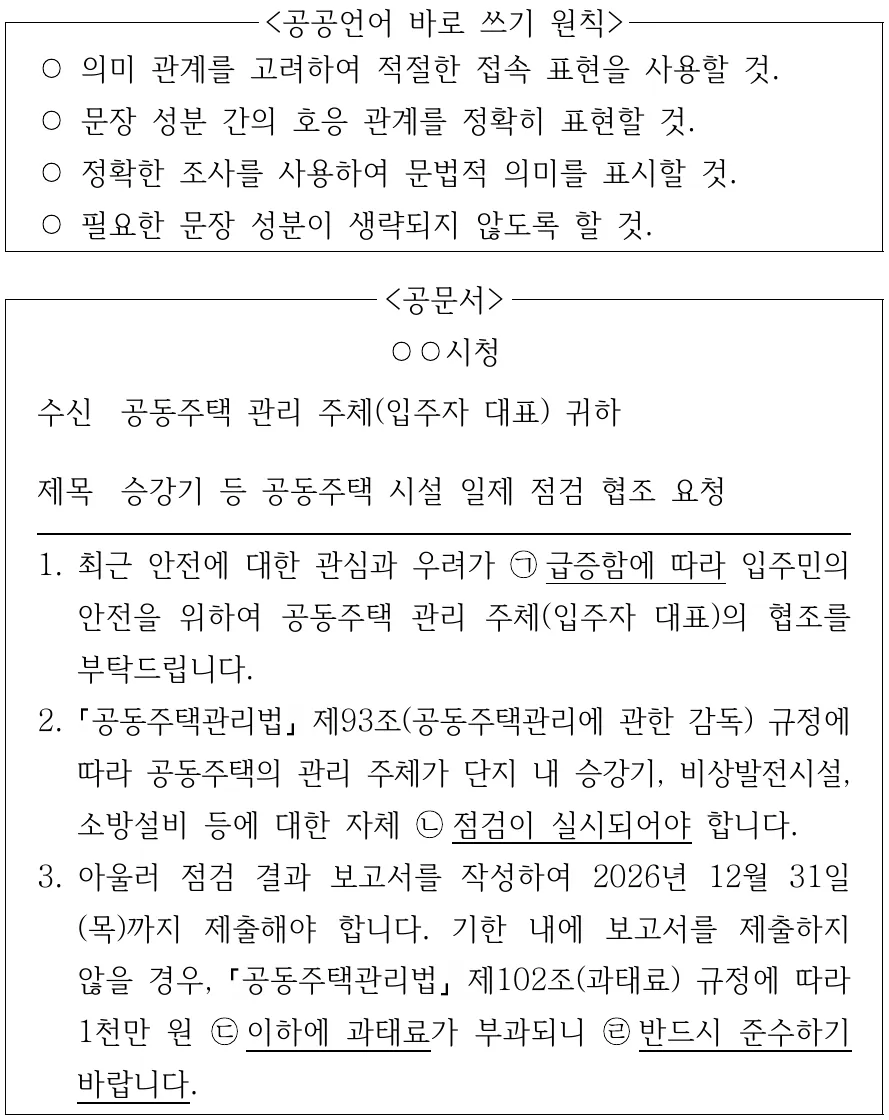 <공공언어 바로 쓰기 원칙>
○ 의미 관계를 고려하여 적절한 접속 표현을 사용할 것.
○ 문장 성분 간의 호응 관계를 정확히 표현할 것.
○ 정확한 조사를 사용하여 문법적 의미를 표시할 것.
○ 필요한 문장 성분이 생략되지 않도록 할 것.
<공문서>
○○시청
수신 공동주택 관리 주체(입주자 대표) 귀하
제목 승강기 등 공동주택 시설 일제 점검 협조 요청
1. 최근 안전에 대한 관심과 우려가 ㉠급증함에 따라 입주민의
안전을 위하여 공동주택 관리 주체(입주자 대표)의 협조를
부탁드립니다.
2. 「공동주택관리법」 제93조(공동주택관리에 관한 감독) 규정에
따라 공동주택의 관리 주체가 단지 내 승강기, 비상발전시설,
소방설비 등에 대한 자체 ㉡점검이 실시되어야 합니다.
3. 아울러 점검 결과 보고서를 작성하여 2026년 12월 31일
(목)까지 제출해야 합니다. 기한 내에 보고서를 제출하지
않을 경우, 「공동주택관리법」 제102조(과태료) 규정에 따라
1천만 원 ㉢이하에 과태료가 부과되니 ㉣반드시 준수하기
바랍니다.